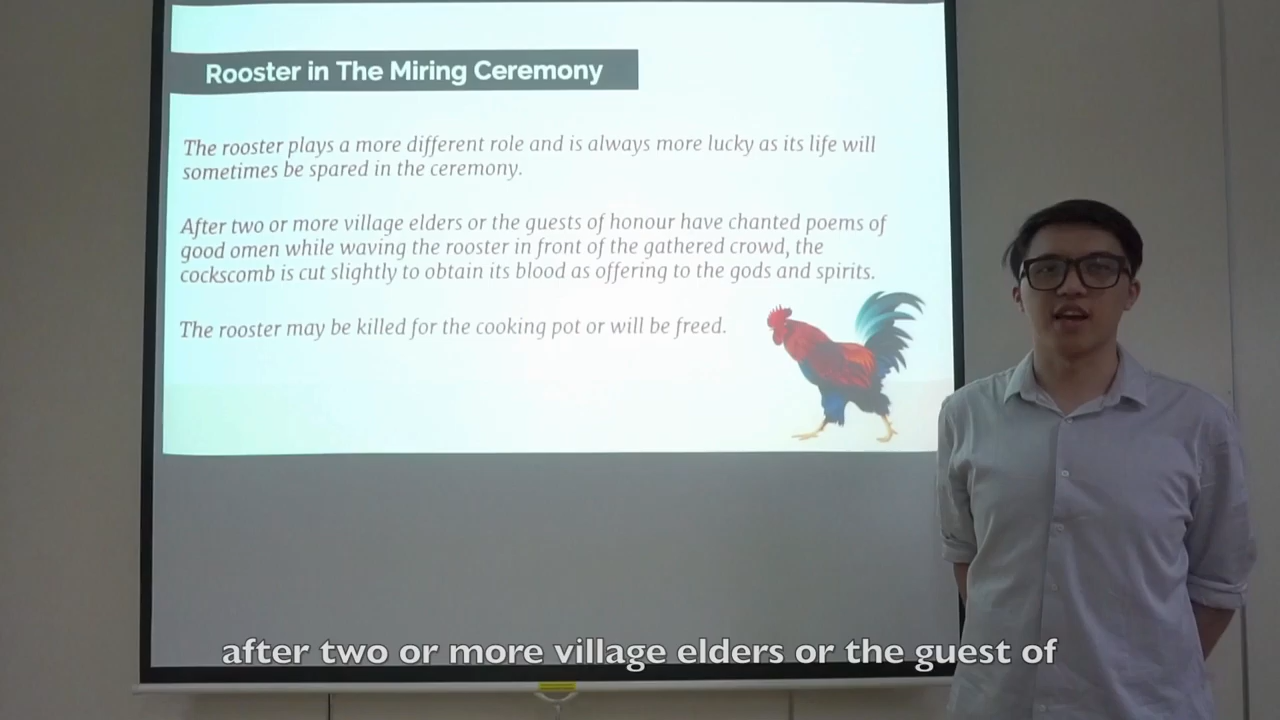 Rooster in The Miring Ceremony
The rooster plays a more different role and is always more lucky as its life will
sometimes be spared in the ceremony.
After two or more village elders or the guests of honour have chanted poems of
good omen while waving the rooster in front of the gathered crowd, the
cockscomb is cut slightly to obtain its blood as offering to the gods and spirits.
The rooster may be killed for the cooking pot or will be freed.
after two or more village elders or the guest of